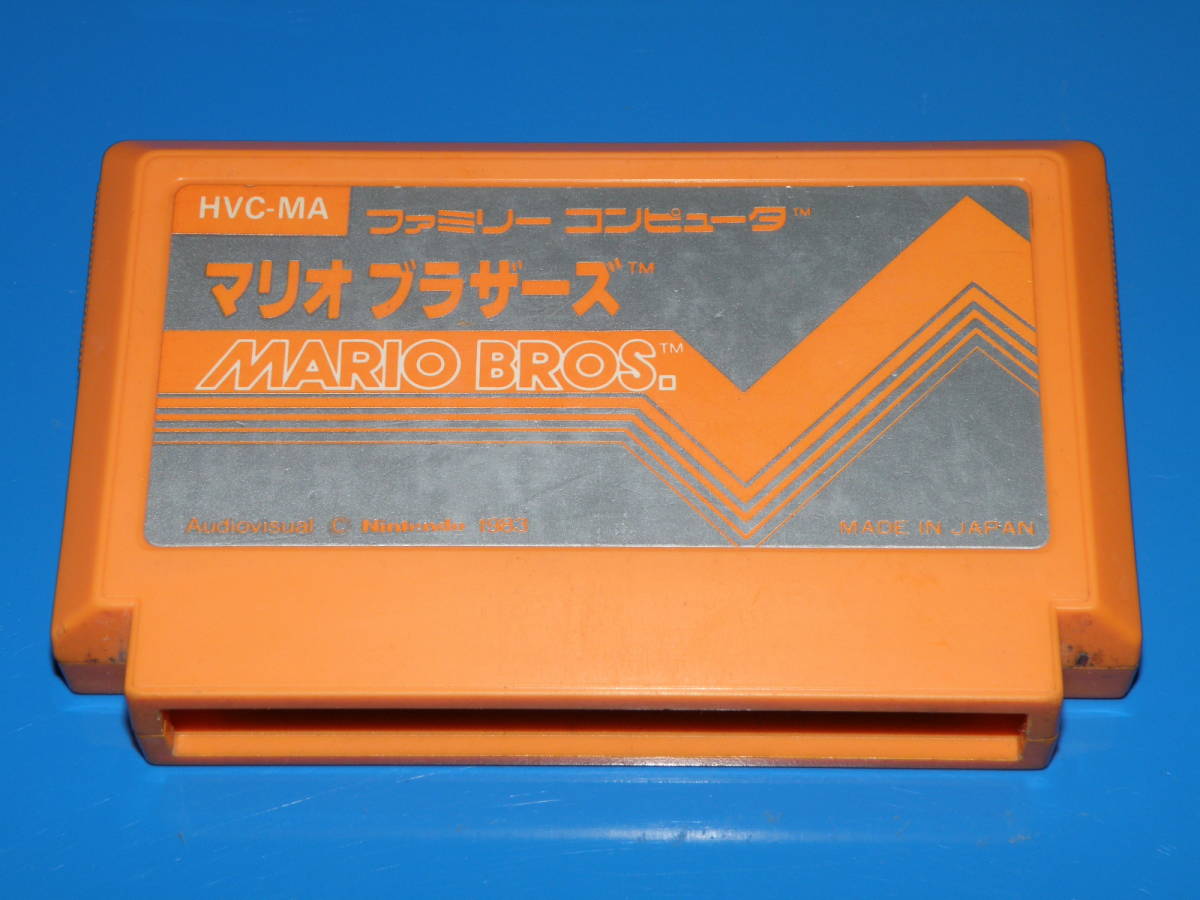 HVC-MA
ファミリー コンピュータ™
マリオ ブラザーズ™
MARIO BROS.™
Audiovisual © Nintendo 1983
MADE IN JAPAN